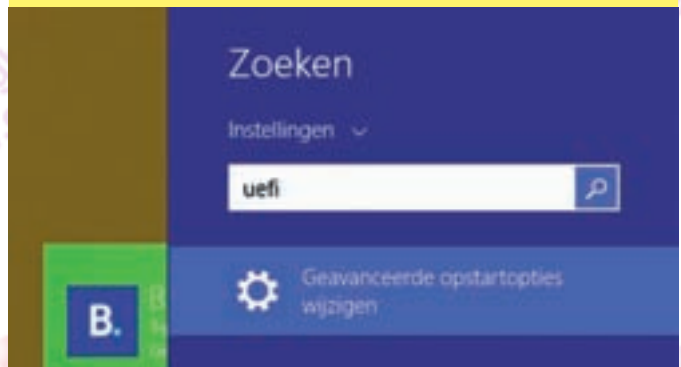 Zoeken
Instellingen
uefi
Geavanceerde opstartopties
wijzigen
B.